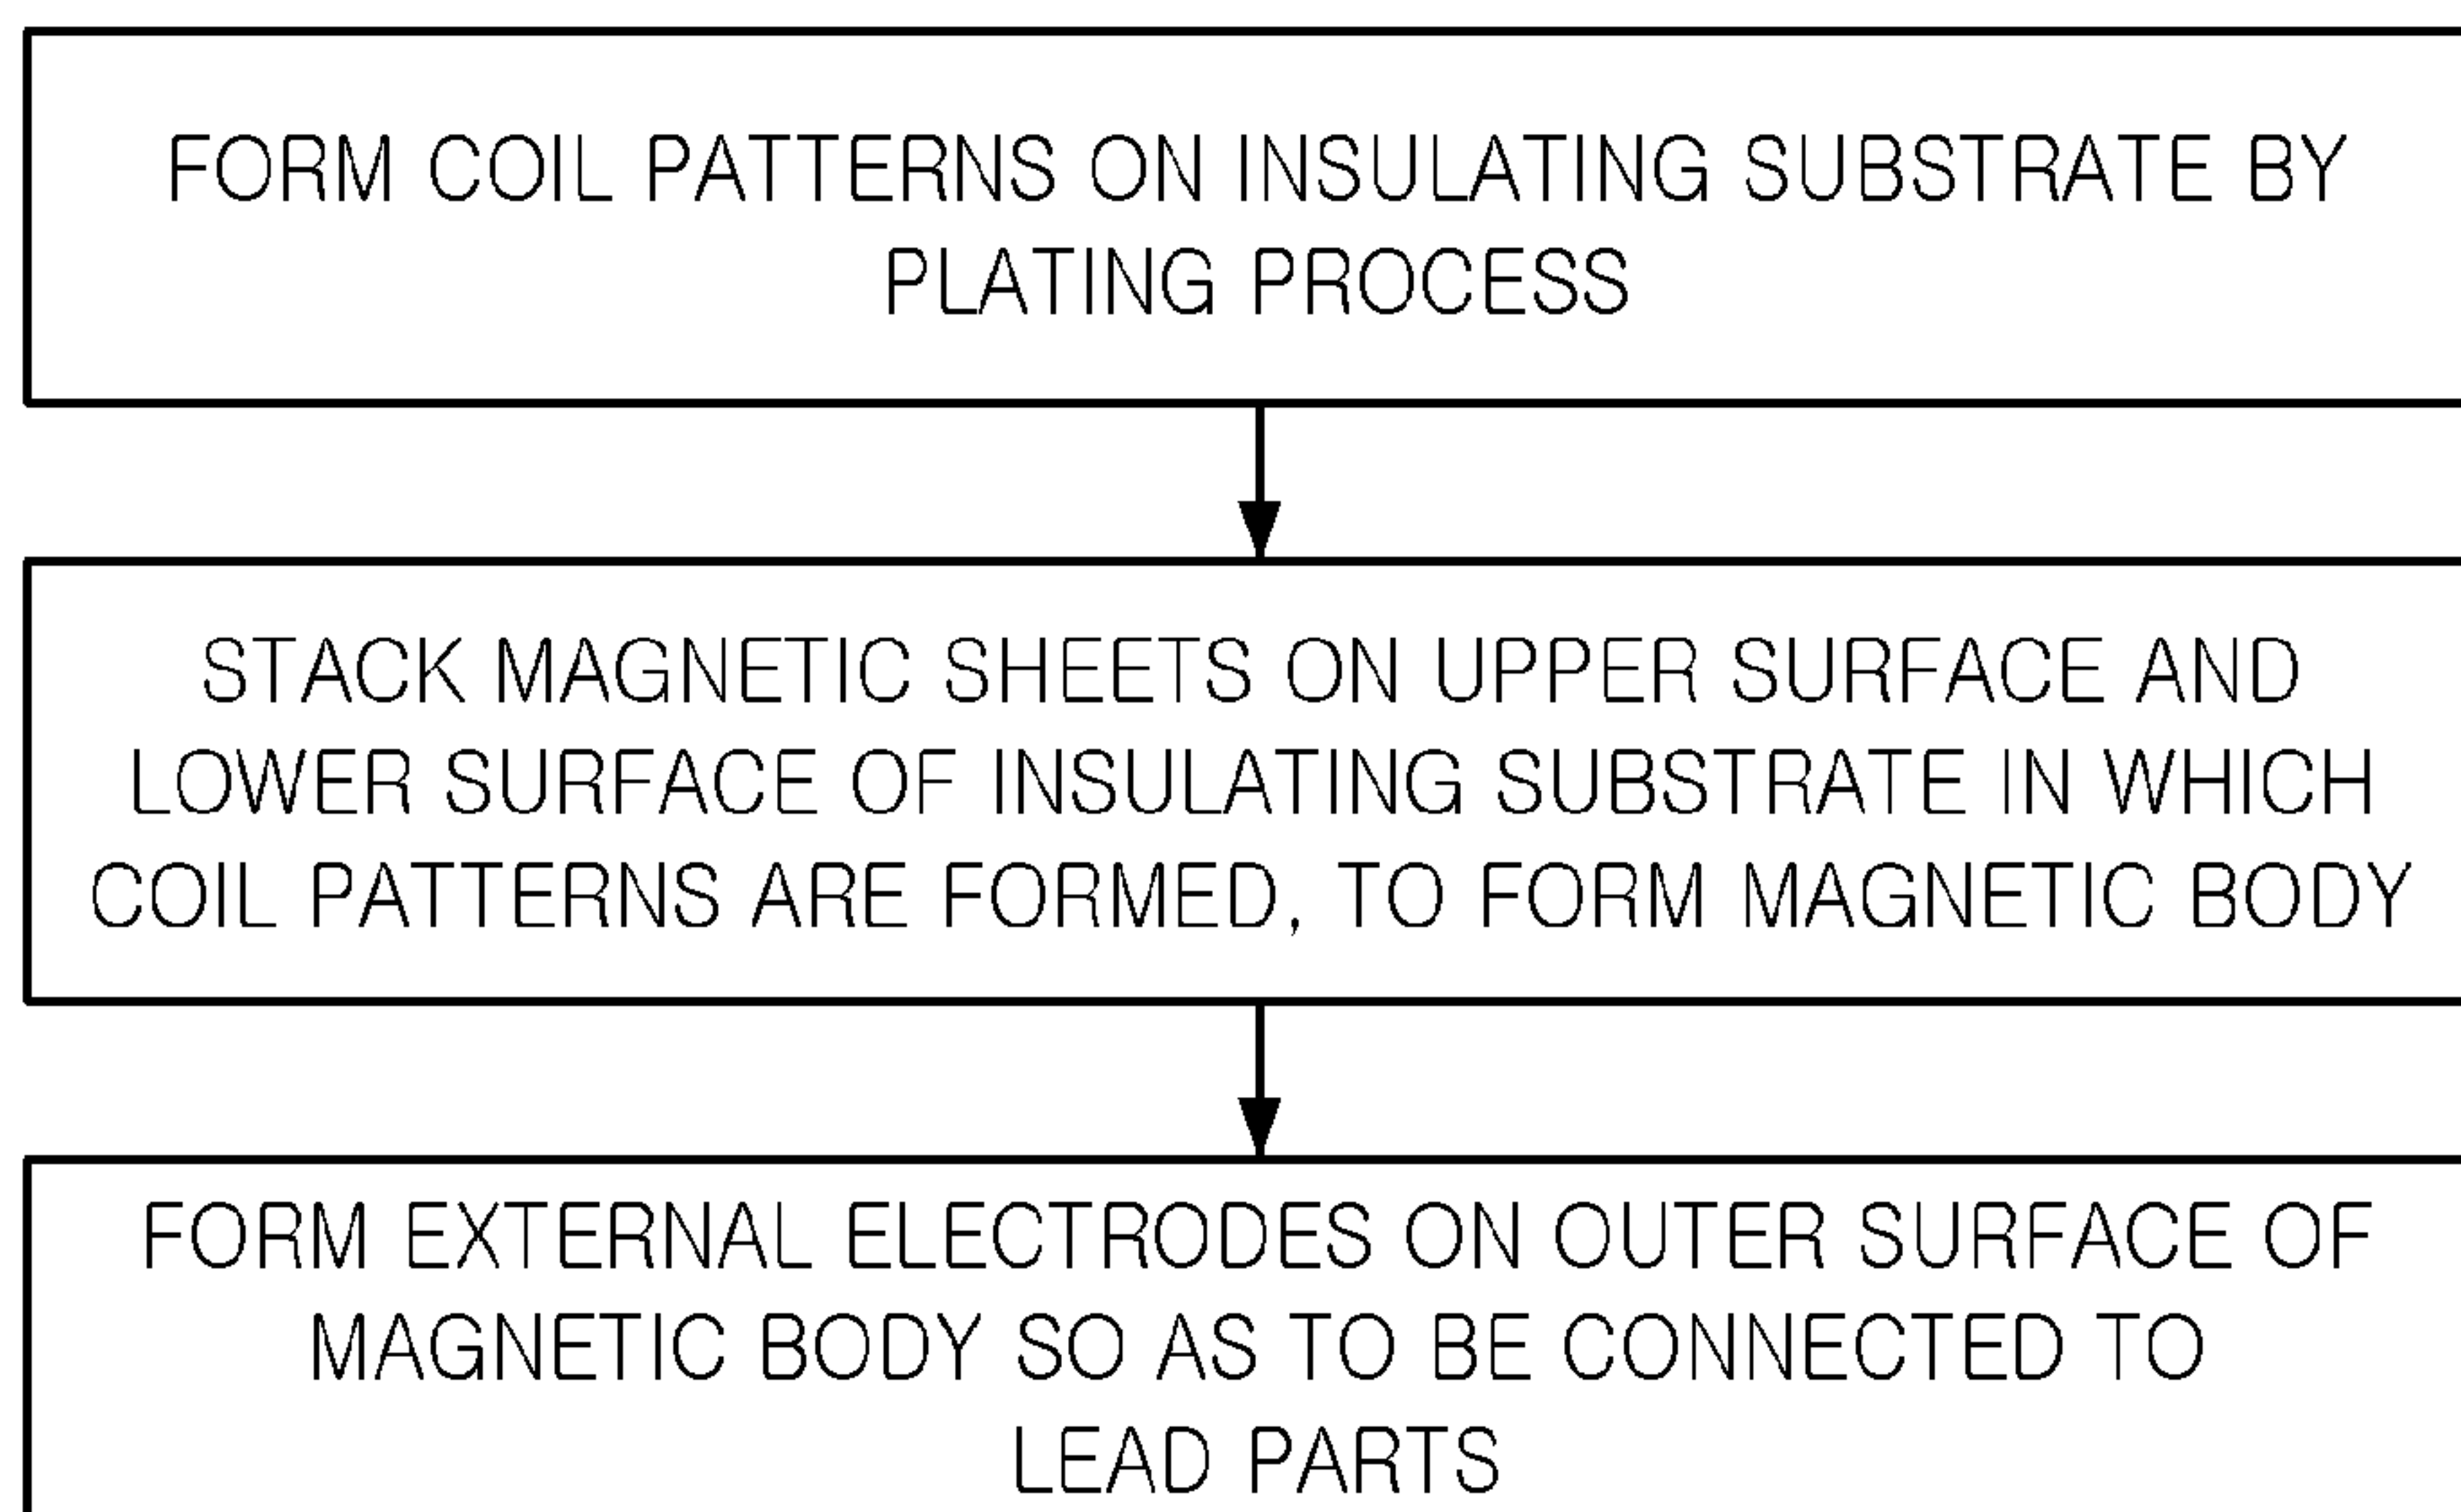 FORM COIL PATTERNS ON INSULATING SUBSTRATE BY
PLATING PROCESS
STACK MAGNETIC SHEETS ON UPPER SURFACE AND
LOWER SURFACE OF INSULATING SUBSTRATE IN WHICH
COIL PATTERNS ARE FORMED, TO FORM MAGNETIC BODY
FORM EXTERNAL ELECTRODES ON OUTER SURFACE OF
MAGNETIC BODY SO AS TO BE CONNECTED TO
LEAD PARTS